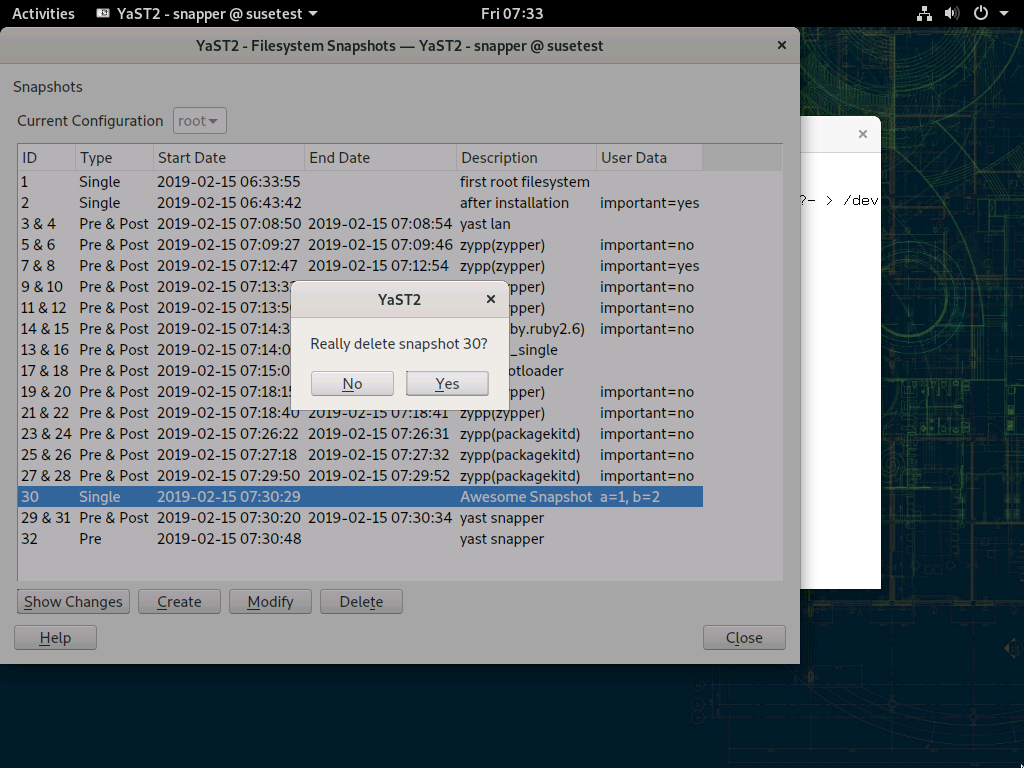 Activities YaST2 - snapper @ susetest Fri 07:33
YaST2 - Filesystem Snapshots — YaST2 - snapper @ susetest
Snapshots
Current Configuration root
ID Type Start Date End Date Description User Data
1 Single 2019-02-15 06:33:55 first root filesystem
2 Single 2019-02-15 06:43:42 after installation important=yes
?- > /dev
3 & 4 Pre & Post 2019-02-15 07:08:50 2019-02-15 07:08:54 yast lan
5 & 6 Pre & Post 2019-02-15 07:09:27 2019-02-15 07:09:46 zypp(zypper) important=no
7 & 8 Pre & Post 2019-02-15 07:12:47 2019-02-15 07:12:54 zypp(zypper) important=yes
9 & 10 Pre & Post 2019-02-15 07:13:3 pper) important=no
11 & 12 Pre & Post 2019-02-15 07:13:5 pper) important=no
14 & 15 Pre & Post 2019-02-15 07:14:3 by.ruby2.6) important=no
13 & 16 Pre & Post 2019-02-15 07:14:0 _single
17 & 18 Pre & Post 2019-02-15 07:15:0 otloader
19 & 20 Pre & Post 2019-02-15 07:18:15 pper) important=no
21 & 22 Pre & Post 2019-02-15 07:18:40 2019-02-15 07:18:41 zypp(zypper) important=no
23 & 24 Pre & Post 2019-02-15 07:26:22 2019-02-15 07:26:31 zypp(packagekitd) important=no
25 & 26 Pre & Post 2019-02-15 07:27:18 2019-02-15 07:27:32 zypp(packagekitd) important=no
27 & 28 Pre & Post 2019-02-15 07:29:50 2019-02-15 07:29:52 zypp(packagekitd) important=no
30 Single 2019-02-15 07:30:29 Awesome Snapshot a=1, b=2
29 & 31 Pre & Post 2019-02-15 07:30:20 2019-02-15 07:30:34 yast snapper
32 Pre 2019-02-15 07:30:48 yast snapper
YaST2
Really delete snapshot 30?
No Yes
Show Changes Create Modify Delete
Help Close